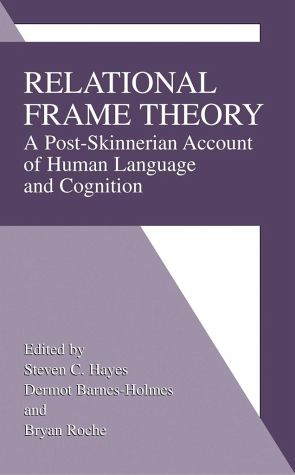 RELATIONAL
FRAME THEORY
A Post-Skinnerian Account
of Human Language
and Cognition
Edited by
Steven C. Hayes
Dermot Barnes-Holmes
and
Bryan Roche